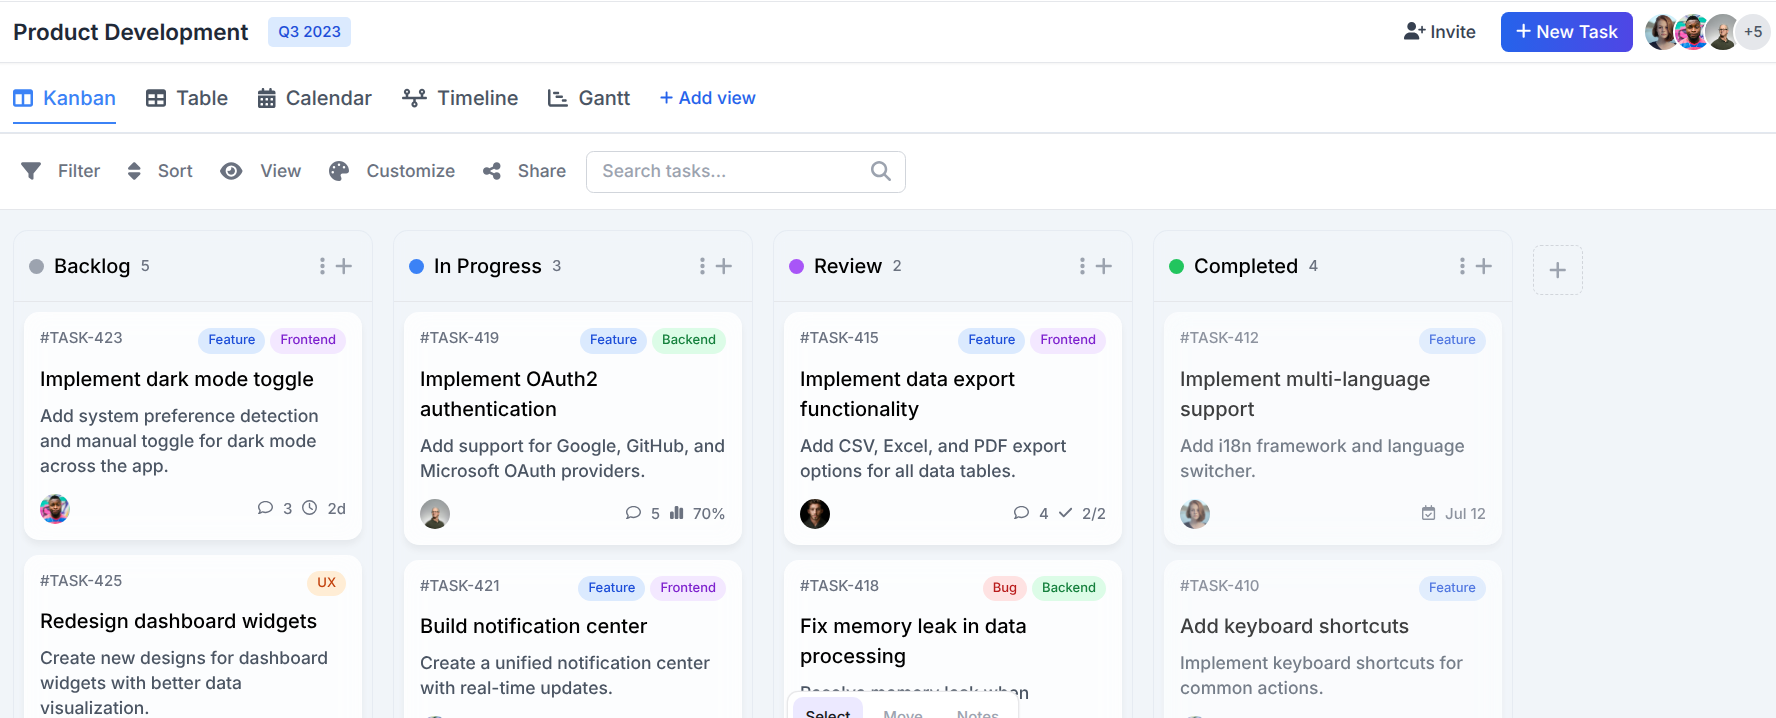 Product Development
Q3 2023
Invite
New Task
+5
Kanban
Table
Calendar
Timeline
Gantt
+ Add view
Filter
Sort
View
Customize
Share
Search tasks...
Backlog 5
#TASK-423
Feature
Frontend
Implement dark mode toggle
Add system preference detection
and manual toggle for dark mode
across the app.
3
2d
#TASK-425
UX
Redesign dashboard widgets
Create new designs for dashboard
widgets with better data
visualization.
In Progress 3
#TASK-419
Feature
Backend
Implement OAuth2
authentication
Add support for Google, GitHub, and
Microsoft OAuth providers.
5
70%
#TASK-421
Feature
Frontend
Build notification center
Create a unified notification center
with real-time updates.
Review 2
#TASK-415
Feature
Frontend
Implement data export
functionality
Add CSV, Excel, and PDF export
options for all data tables.
4
2/2
#TASK-418
Bug
Backend
Fix memory leak in data
processing
Resolve memory leak when
Select
Move
Notes
Completed 4
#TASK-412
Feature
Implement multi-language
support
Add i18n framework and language
switcher.
Jul 12
#TASK-410
Feature
Add keyboard shortcuts
Implement keyboard shortcuts for
common actions.